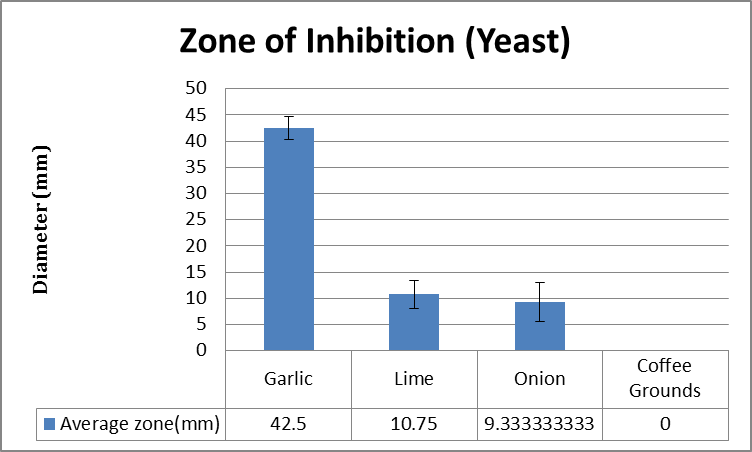 Zone of Inhibition (Yeast)
Diameter (mm)
50
45
40
35
30
25
20
15
10
5
0
Garlic Lime Onion Coffee Grounds
Average zone(mm) 42.5 10.75 9.333333333 0